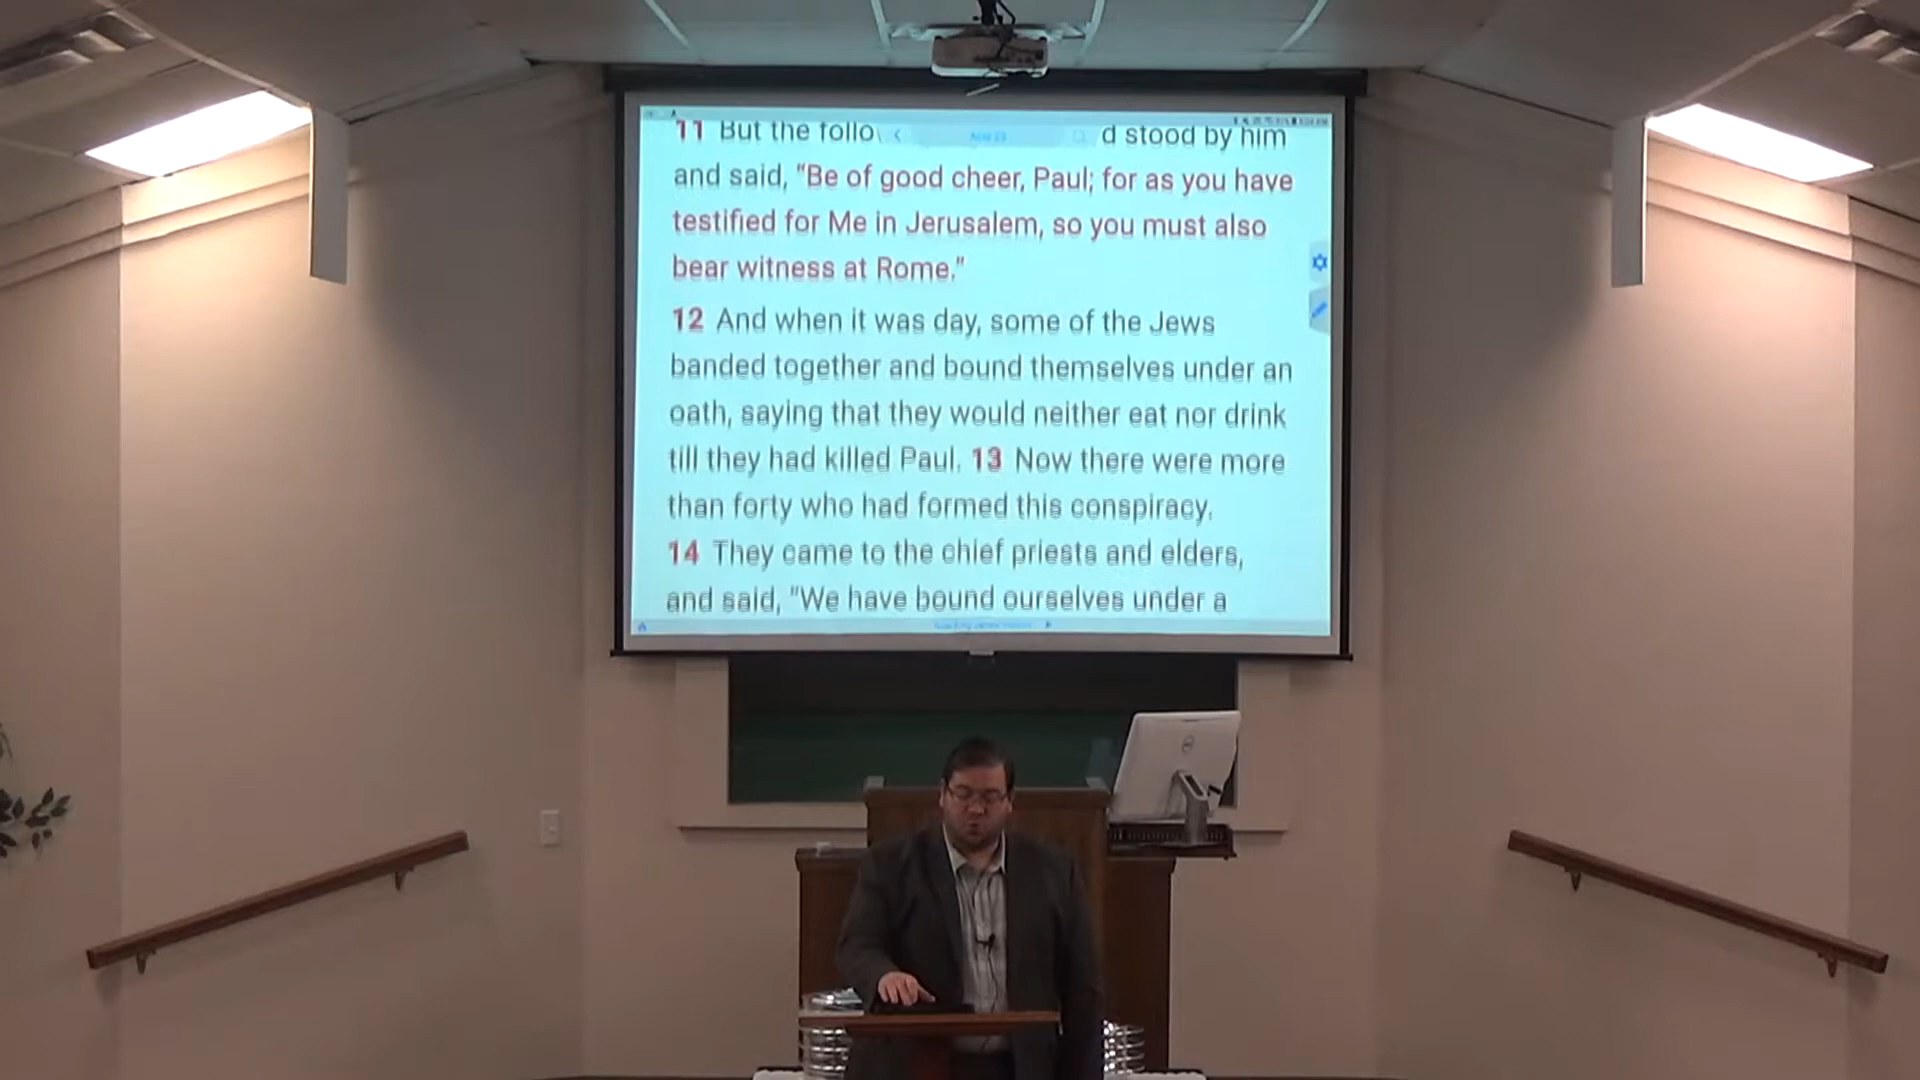 11 But the follo d stood by him
and said, “Be of good cheer, Paul; for as you have
testified for Me in Jerusalem, so you must also
bear witness at Rome.”
12 And when it was day, some of the Jews
banded together and bound themselves under an
oath, saying that they would neither eat nor drink
till they had killed Paul. 13 Now there were more
than forty who had formed this conspiracy.
14 They came to the chief priests and elders,
and said, “We have bound ourselves under a